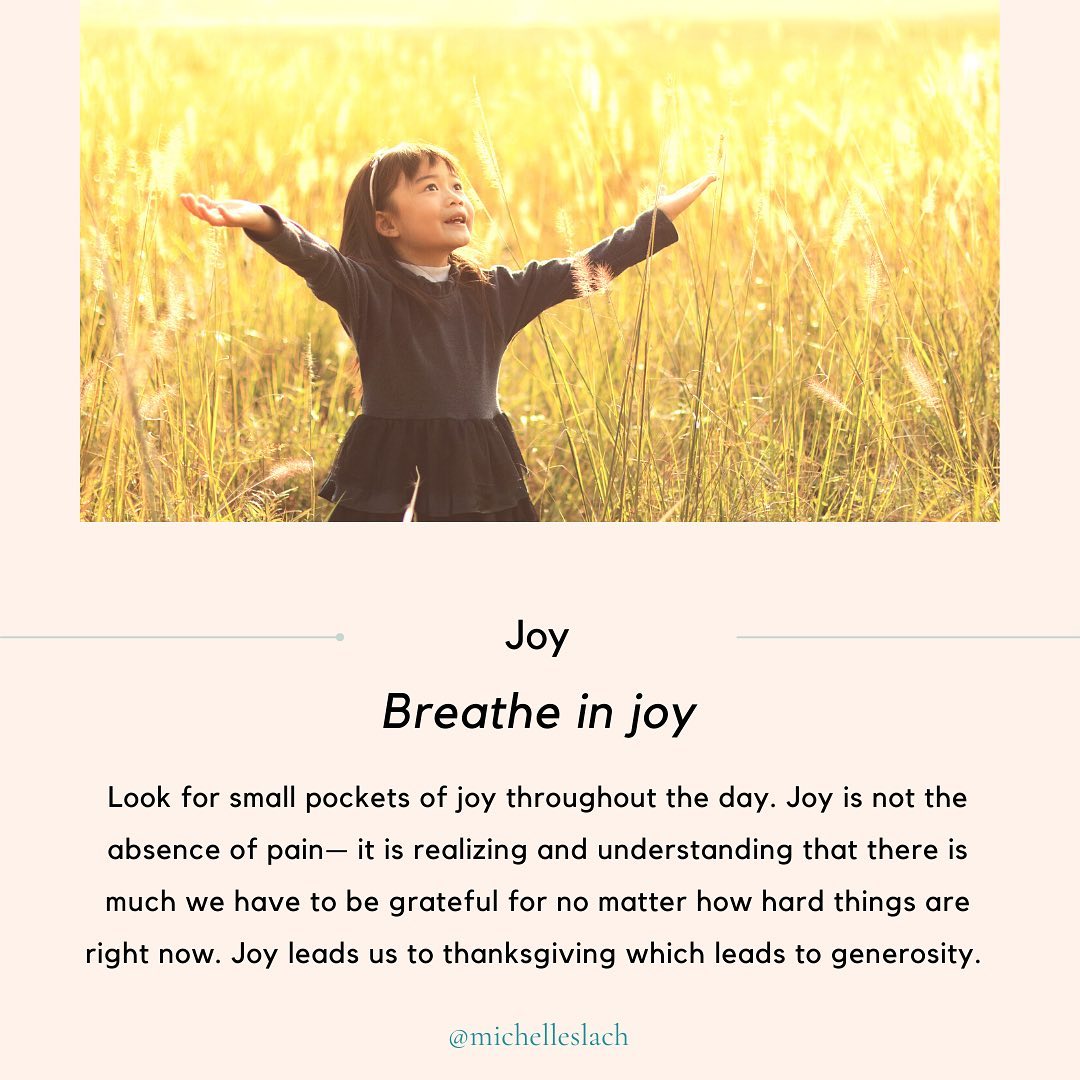 Joy
Breathe in joy
Look for small pockets of joy throughout the day. Joy is not the
absence of pain— it is realizing and understanding that there is
much we have to be grateful for no matter how hard things are
right now. Joy leads us to thanksgiving which leads to generosity.
@michelleslach